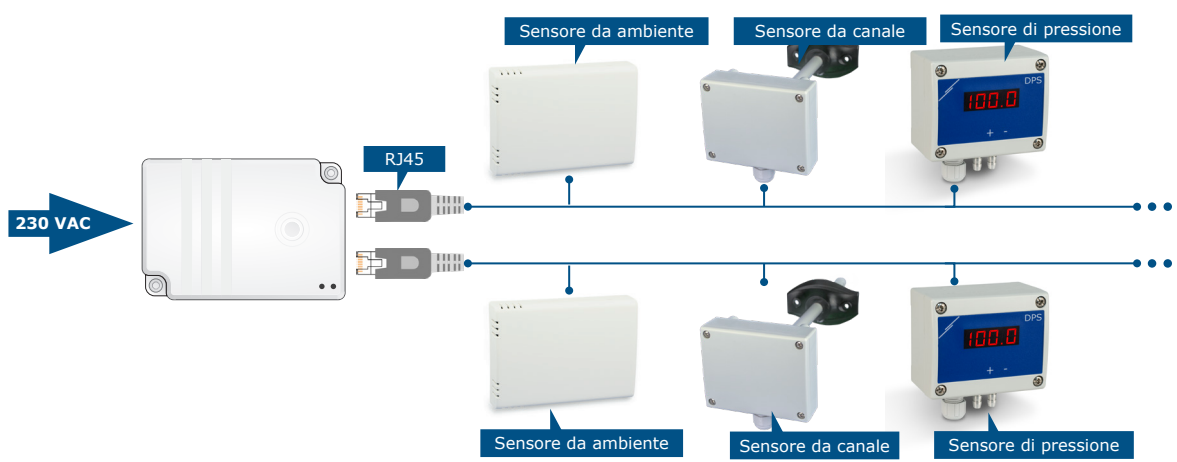 Sensore da ambiente
Sensore da canale
Sensore di pressione
DPS
100.0
+ -
RJ45
230 VAC
DPS
100.0
+ -
Sensore da ambiente
Sensore da canale
Sensore di pressione